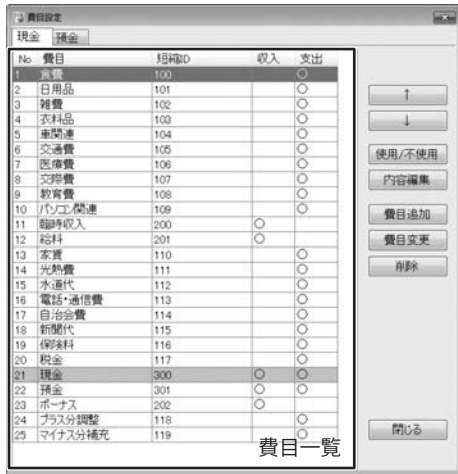 費目設定
現金 預金
No 費目 短縮ID 収入 支出
1 食費 100 ○
2 日用品 101 ○
3 雑費 102 ○
4 衣料品 103 ○
5 車関連 104 ○
6 交通費 105 ○
7 医療費 106 ○
8 交際費 107 ○
9 教育費 108 ○
10 パソコン関連 109 ○
11 臨時収入 200 ○
12 給料 201 ○
13 家賃 110 ○
14 光熱費 111 ○
15 水道代 112 ○
16 電話・通信費 113 ○
17 自治会費 114 ○
18 新聞代 115 ○
19 保険料 116 ○
20 税金 117 ○
21 現金 300 ○ ○
22 預金 301 ○ ○
23 ボーナス 202 ○
24 プラス分調整 118 ○
25 マイナス分補充 119 ○
費目一覧
↑
↓
使用/不使用
内容編集
費目追加
費目変更
削除
閉じる